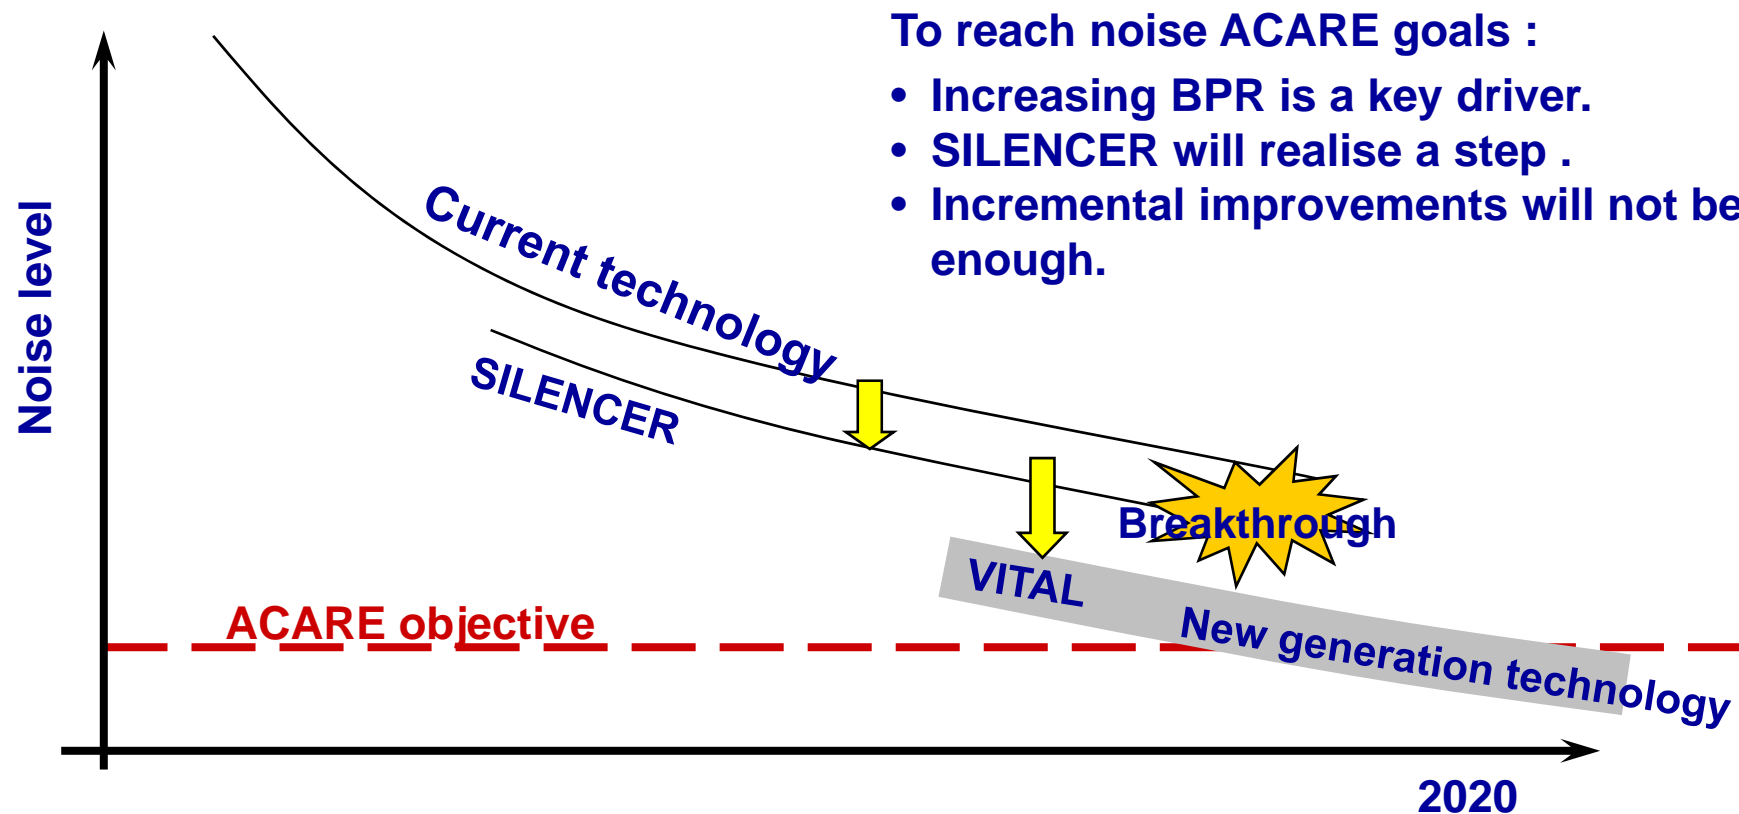 To reach noise ACARE goals :
• Increasing BPR is a key driver.
• SILENCER will realise a step .
• Incremental improvements will not be
enough.
Noise level
Current technology
SILENCER
Breakthrough
VITAL
New generation technology
ACARE objective
2020